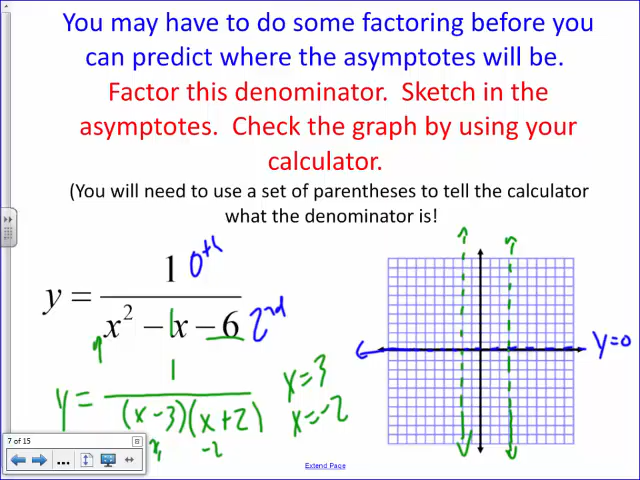 You may have to do some factoring before you
can predict where the asymptotes will be.
Factor this denominator. Sketch in the
asymptotes. Check the graph by using your
calculator.
(You will need to use a set of parentheses to tell the calculator
what the denominator is!
y = 1 / (x² − 1x − 6)
0th
2nd
y = 1 / ((x − 3)(x + 2))
x = 3
x = -2
-2
y = 0
7 of 15
Extend Page